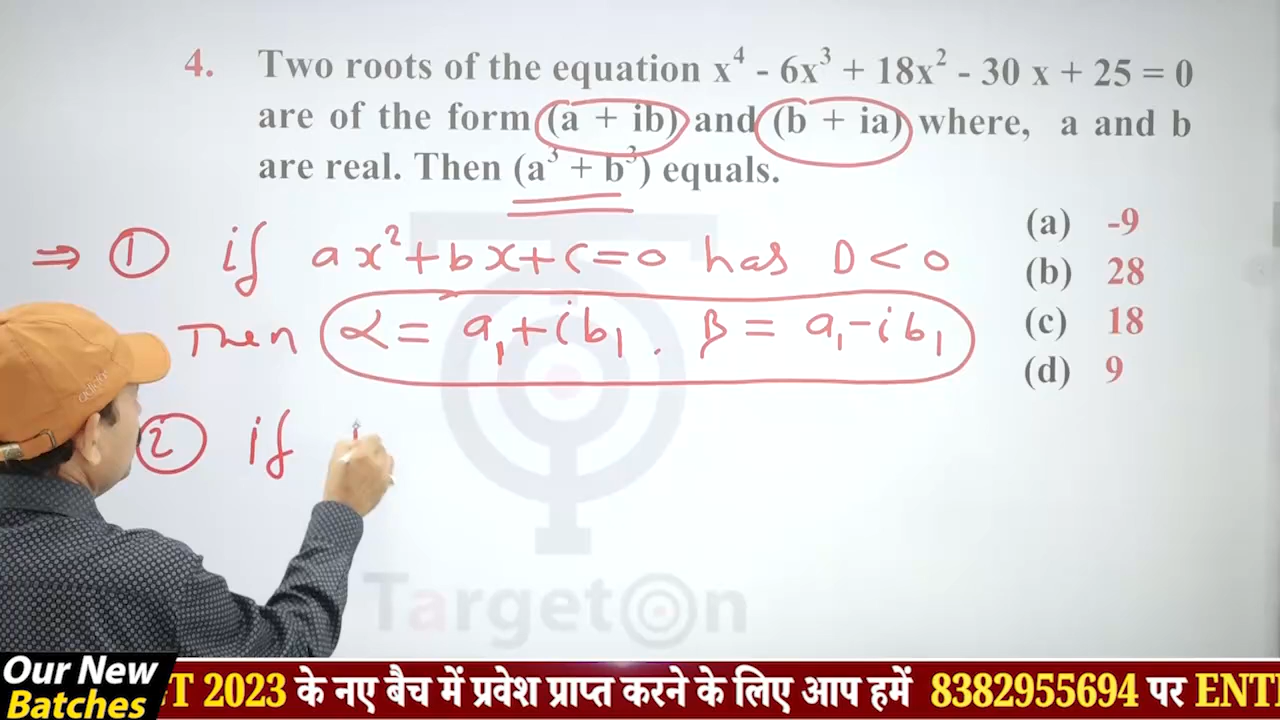 4. Two roots of the equation x⁴ - 6x³ + 18x² - 30 x + 25 = 0
are of the form (a + ib) and (b + ia) where, a and b
are real. Then (a³ + b³) equals.
(a) -9
(b) 28
(c) 18
(d) 9
⇒ ① if ax²+bx+c=0 has D < 0
Then α = a₁+ib₁ . β = a₁-ib₁
② if
TargetOn
Our New
Batches
T 2023 के नए बैच में प्रवेश प्राप्त करने के लिए आप हमें 8382955694 पर ENT